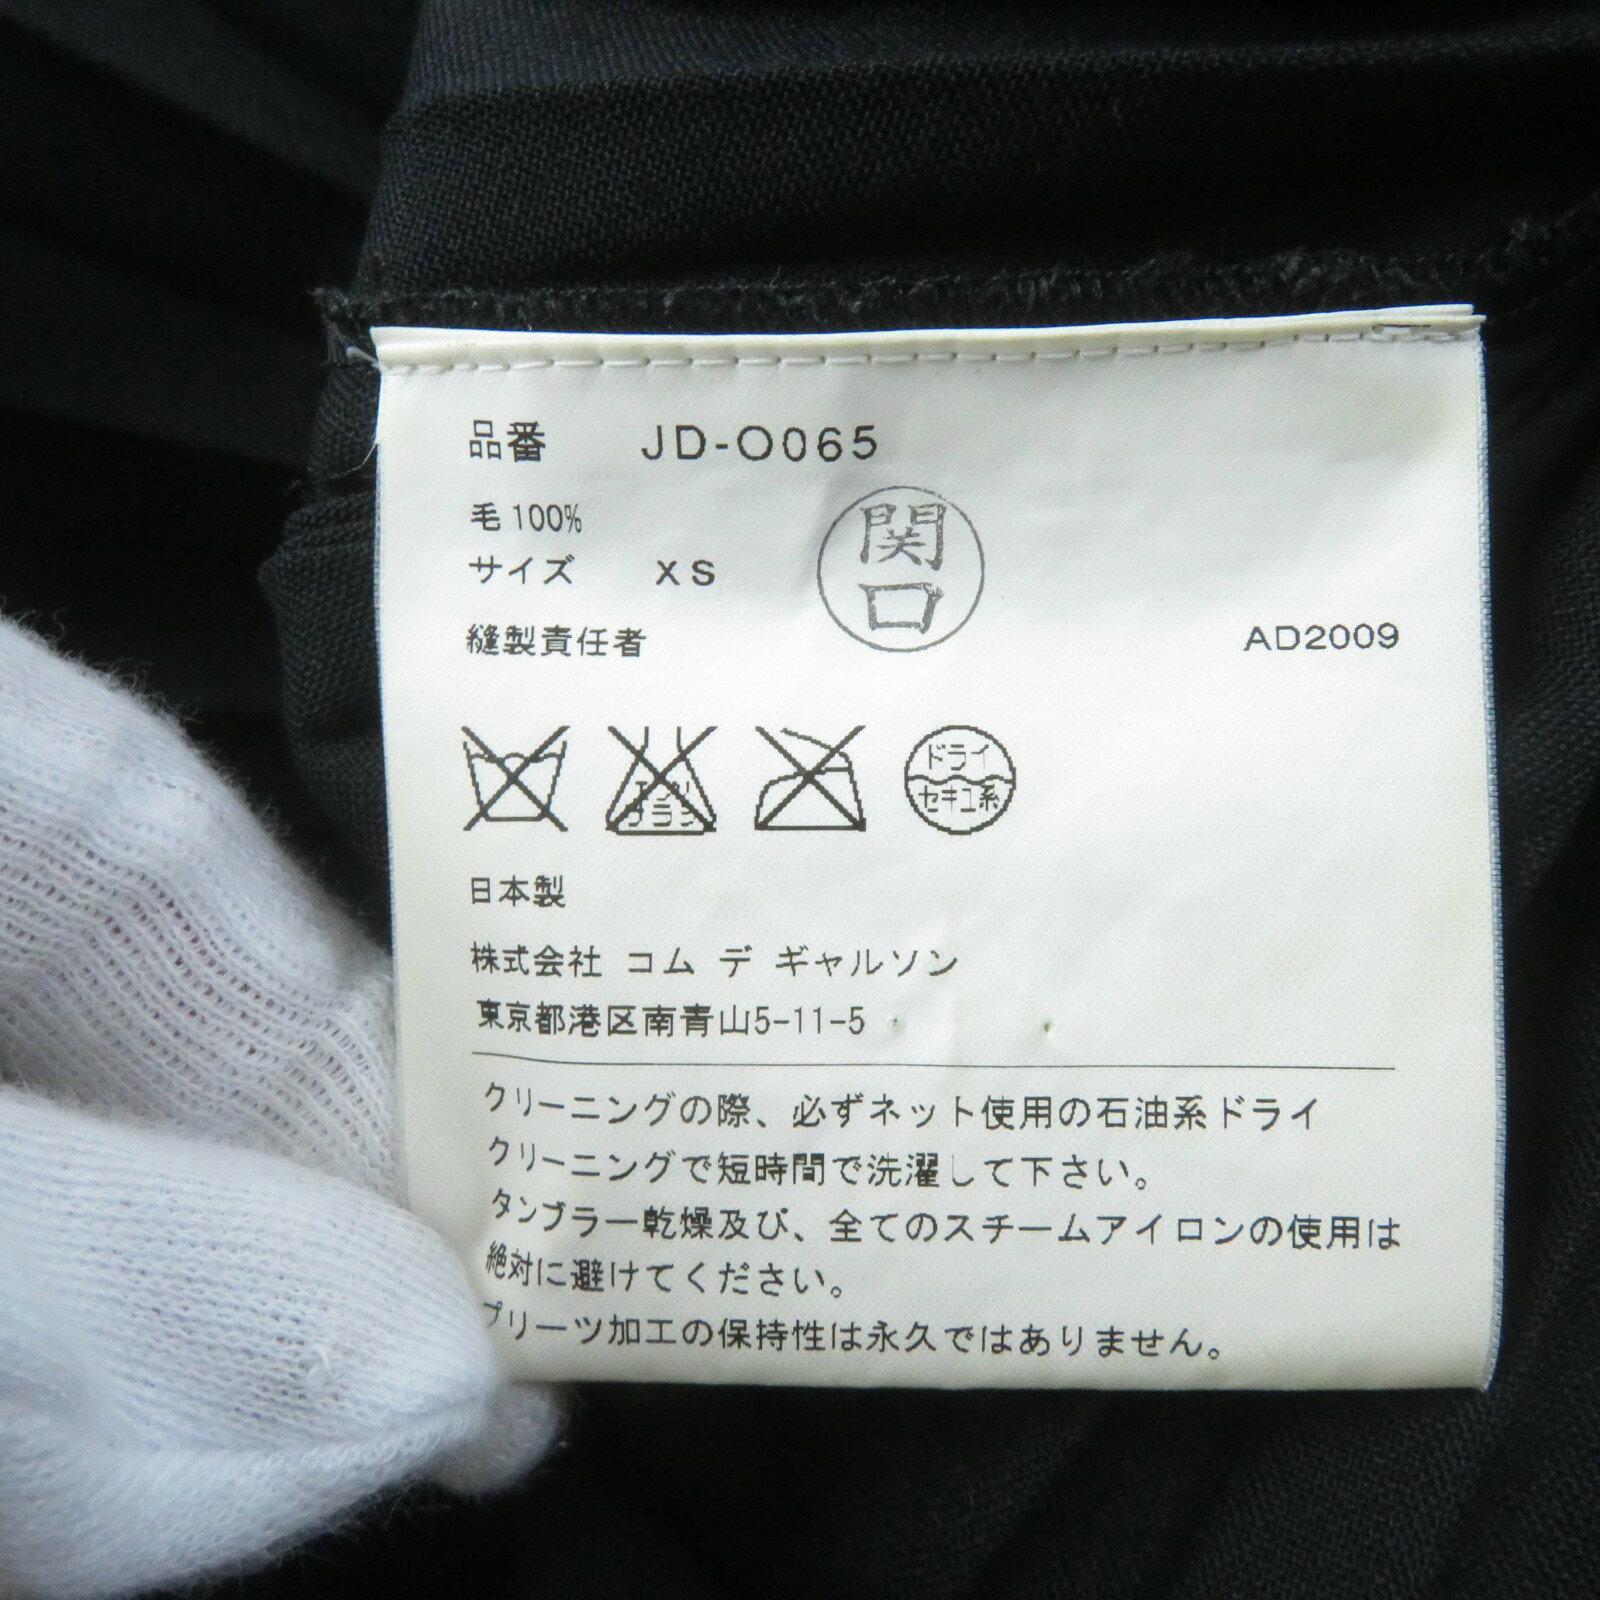 品番 JD-O065
毛 100%
サイズ XS
関口
縫製責任者
AD2009
エンソ
サラシ
ドライ
セキユ系
日本製
株式会社 コム デ ギャルソン
東京都港区南青山5-11-5
クリーニングの際、必ずネット使用の石油系ドライ
クリーニングで短時間で洗濯して下さい。
タンブラー乾燥及び、全てのスチームアイロンの使用は
絶対に避けてください。
プリーツ加工の保持性は永久ではありません。